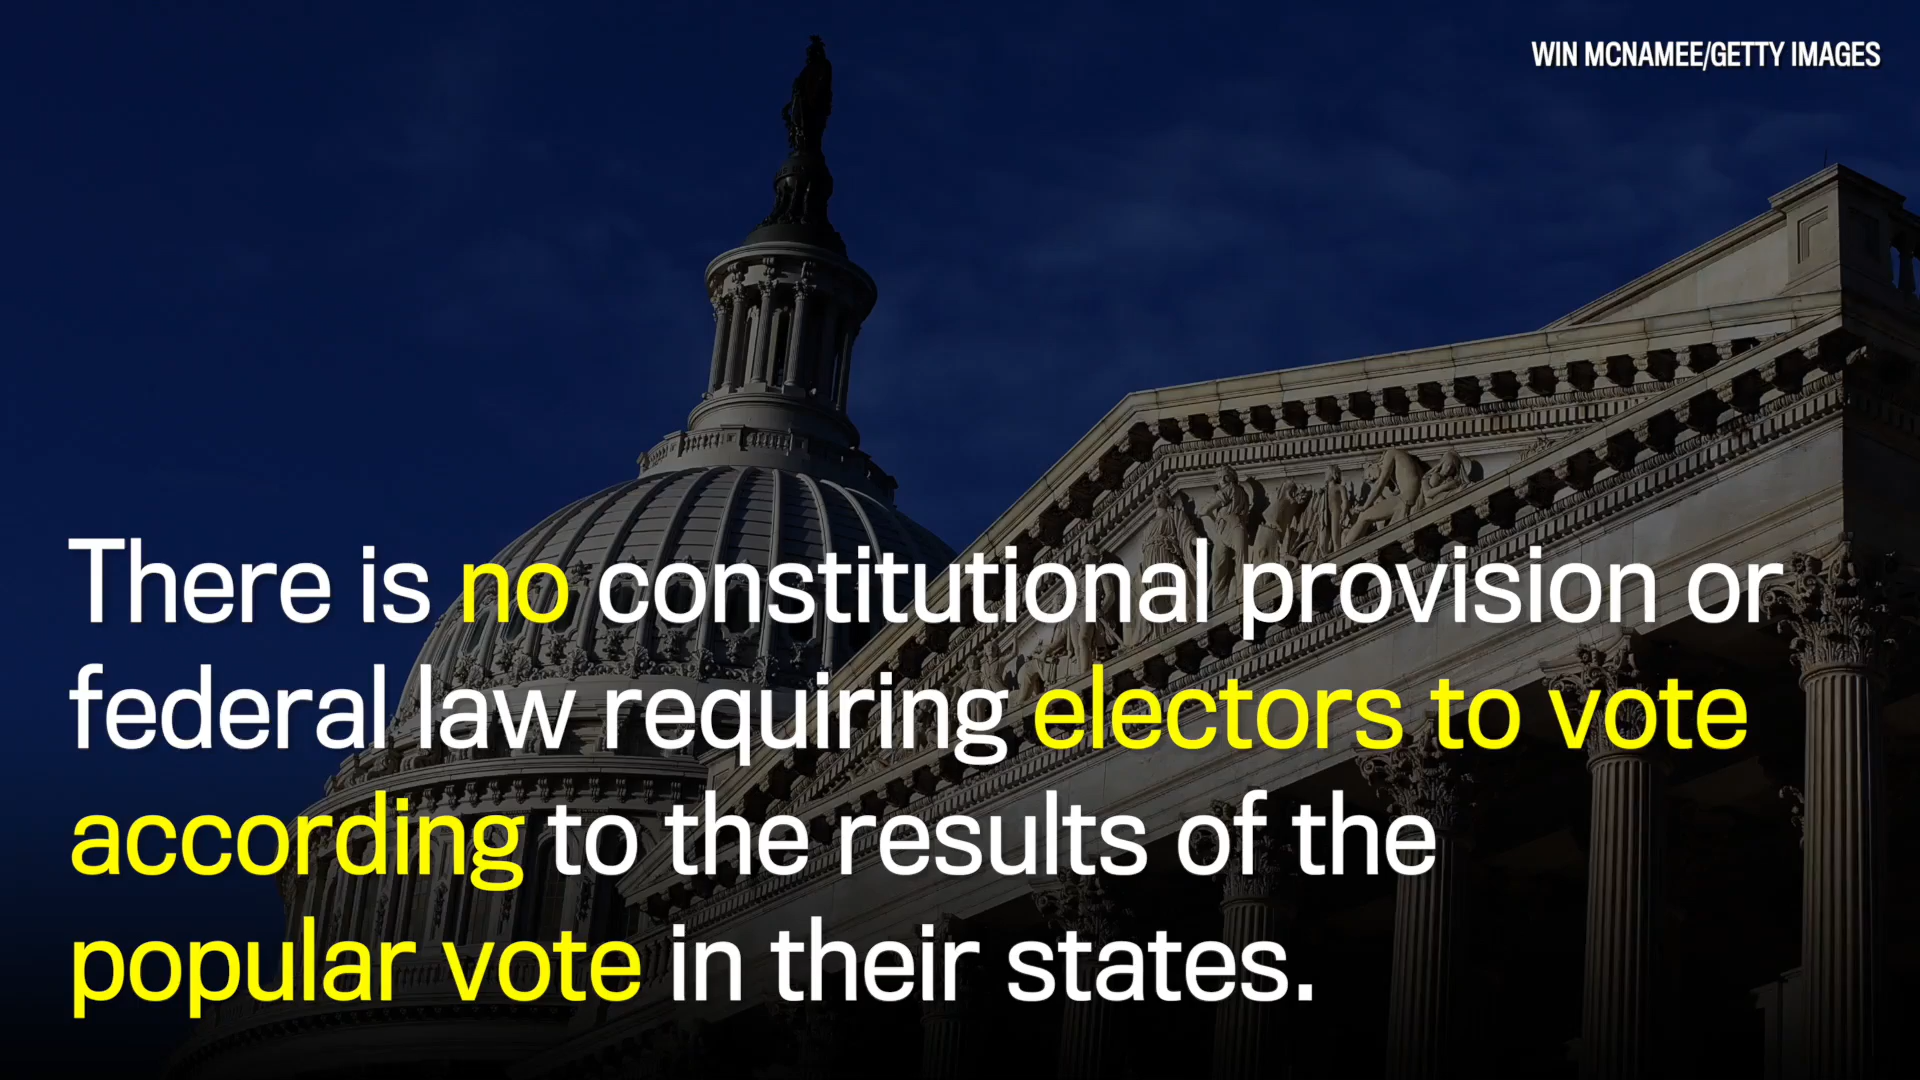 WIN MCNAMEE/GETTY IMAGES
There is no constitutional provision or
federal law requiring electors to vote
according to the results of the
popular vote in their states.